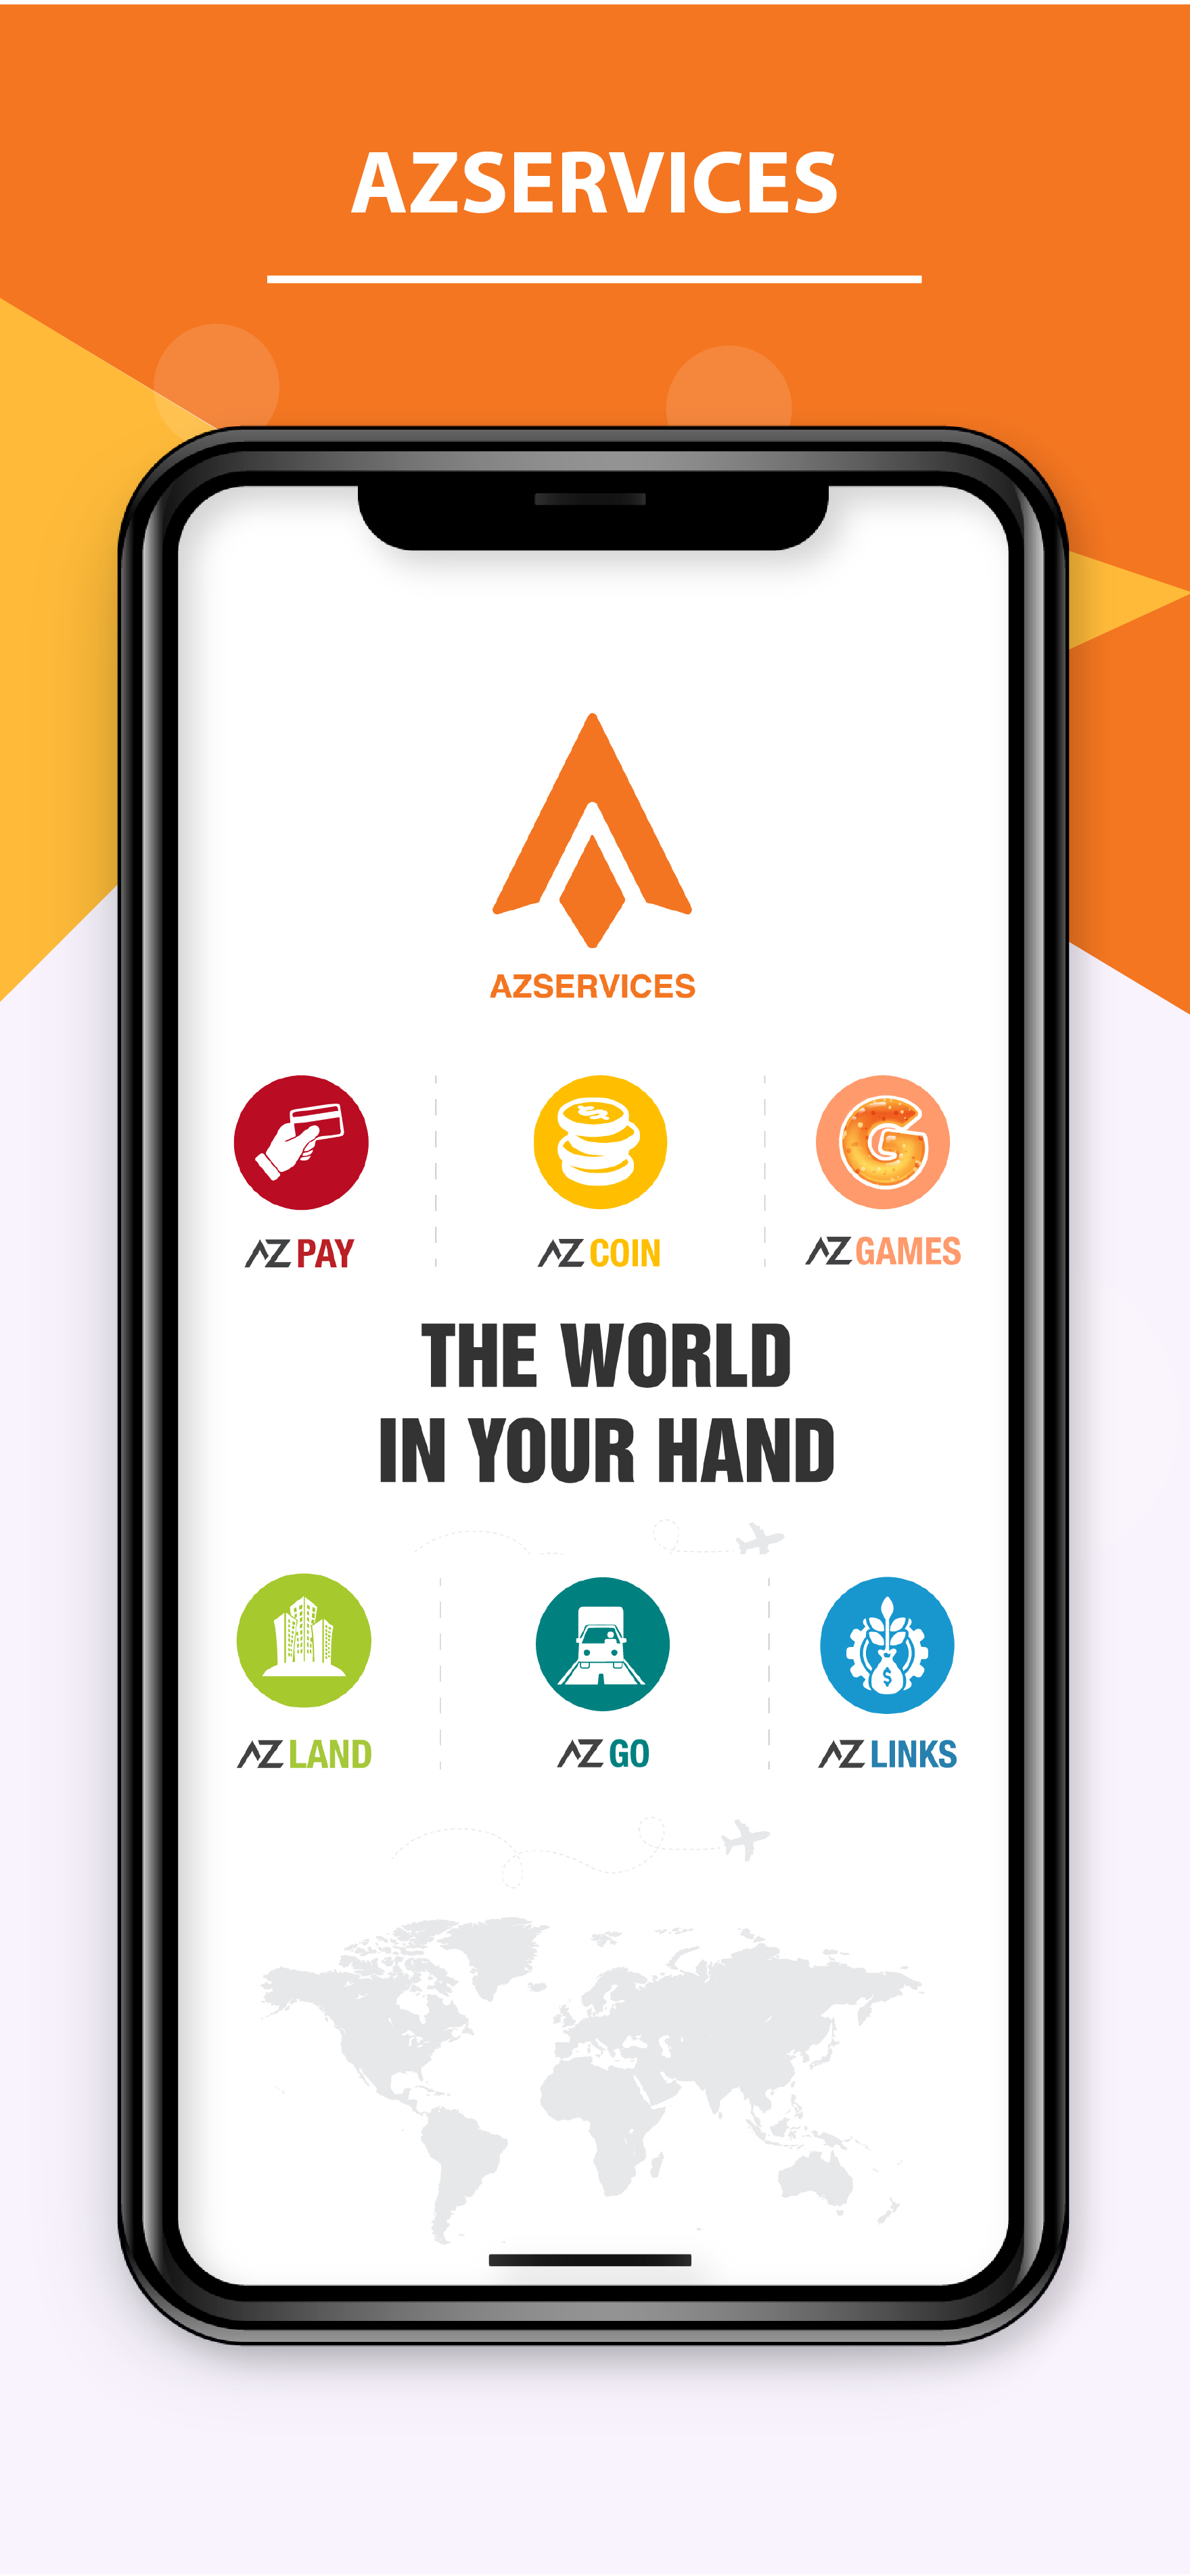 AZSERVICES
AZSERVICES
AZ PAY
AZ COIN
AZ GAMES
THE WORLD
IN YOUR HAND
AZ LAND
AZ GO
AZ LINKS